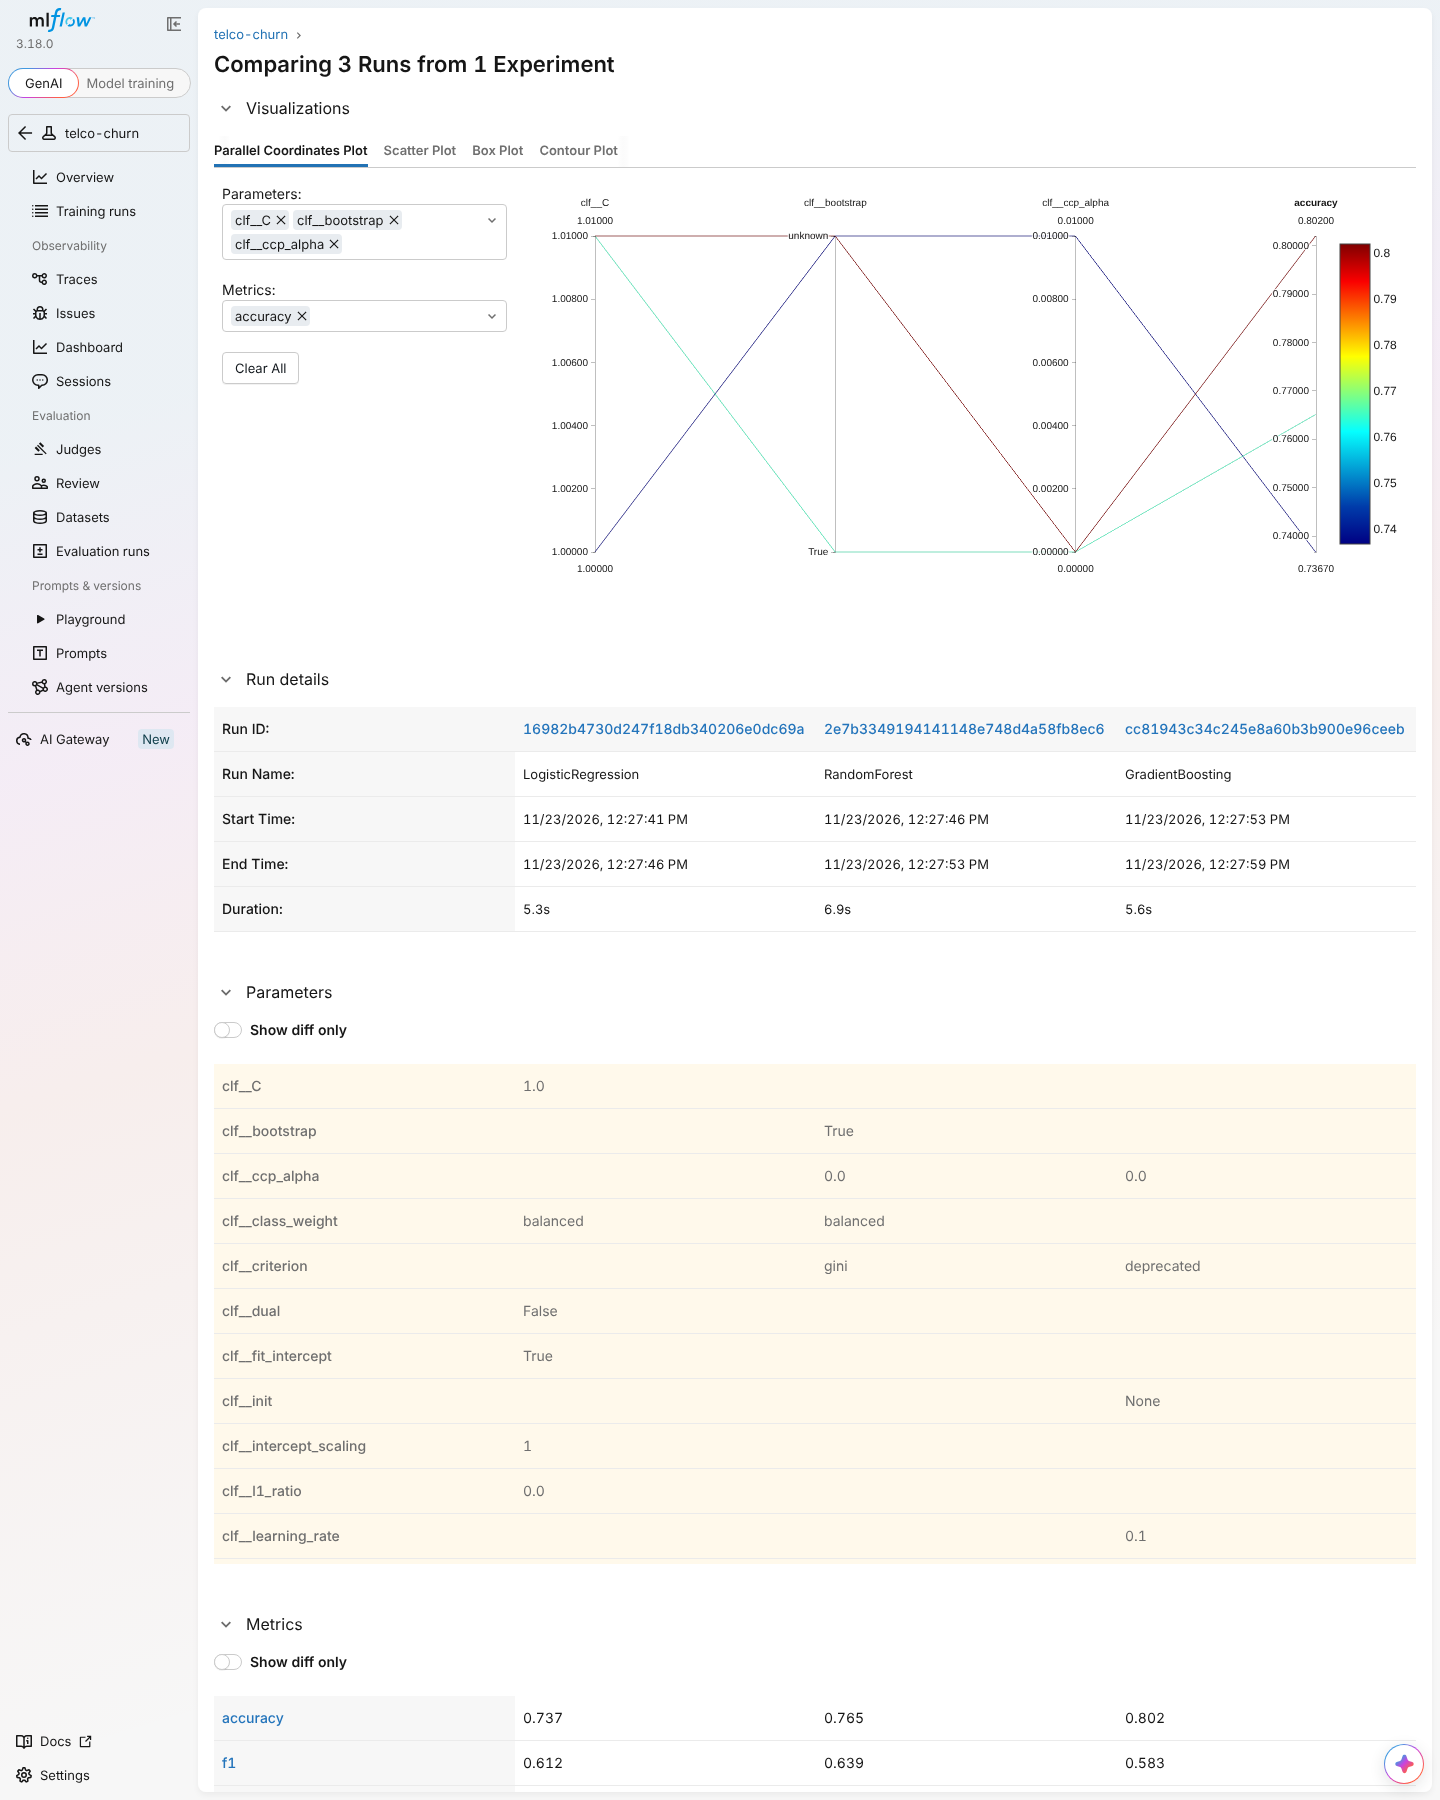 mlflow
3.18.0
GenAI Model training
telco-churn
Overview
Training runs
Observability
Traces
Issues
Dashboard
Sessions
Evaluation
Judges
Review
Datasets
Evaluation runs
Prompts & versions
Playground
Prompts
Agent versions
AI Gateway New
Docs
Settings
telco-churn
Comparing 3 Runs from 1 Experiment
Visualizations
Parallel Coordinates Plot Scatter Plot Box Plot Contour Plot
Parameters:
clf__C clf__bootstrap
clf__ccp_alpha
Metrics:
accuracy
Clear All
clf__C clf__bootstrap clf__ccp_alpha accuracy
1.01000 0.01000 0.80200
1.01000 unknown 0.01000 0.80000 0.8
1.00800 0.00800 0.79000 0.79
1.00600 0.00600 0.78000 0.78
0.77000 0.77
1.00400 0.00400 0.76000 0.76
1.00200 0.00200 0.75000 0.75
0.74000 0.74
1.00000 True 0.00000
1.00000 0.00000 0.73670
Run details
Run ID: 16982b4730d247f18db340206e0dc69a 2e7b3349194141148e748d4a58fb8ec6 cc81943c34c245e8a60b3b900e96ceeb
Run Name: LogisticRegression RandomForest GradientBoosting
Start Time: 11/23/2026, 12:27:41 PM 11/23/2026, 12:27:46 PM 11/23/2026, 12:27:53 PM
End Time: 11/23/2026, 12:27:46 PM 11/23/2026, 12:27:53 PM 11/23/2026, 12:27:59 PM
Duration: 5.3s 6.9s 5.6s
Parameters
Show diff only
clf__C 1.0
clf__bootstrap True
clf__ccp_alpha 0.0 0.0
clf__class_weight balanced balanced
clf__criterion gini deprecated
clf__dual False
clf__fit_intercept True
clf__init None
clf__intercept_scaling 1
clf__l1_ratio 0.0
clf__learning_rate 0.1
Metrics
Show diff only
accuracy 0.737 0.765 0.802
f1 0.612 0.639 0.583